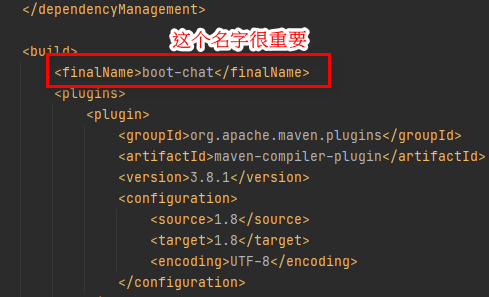 </dependencyManagement>
这个名字很重要
<build>
<finalName>boot-chat</finalName>
<plugins>
<plugin>
<groupId>org.apache.maven.plugins</groupId>
<artifactId>maven-compiler-plugin</artifactId>
<version>3.8.1</version>
<configuration>
<source>1.8</source>
<target>1.8</target>
<encoding>UTF-8</encoding>
</configuration>